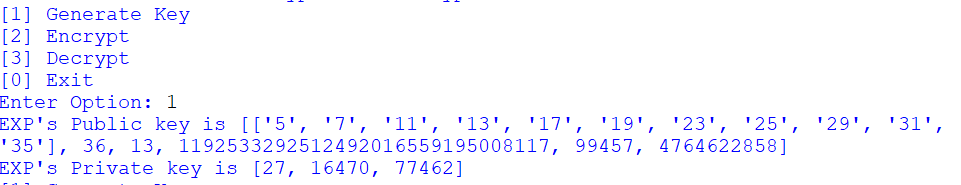 [1] Generate Key
[2] Encrypt
[3] Decrypt
[0] Exit
Enter Option: 1
EXP's Public key is [['5', '7', '11', '13', '17', '19', '23', '25', '29', '31',
'35'], 36, 13, 1192533292512492016559195008117, 99457, 4764622858]
EXP's Private key is [27, 16470, 77462]